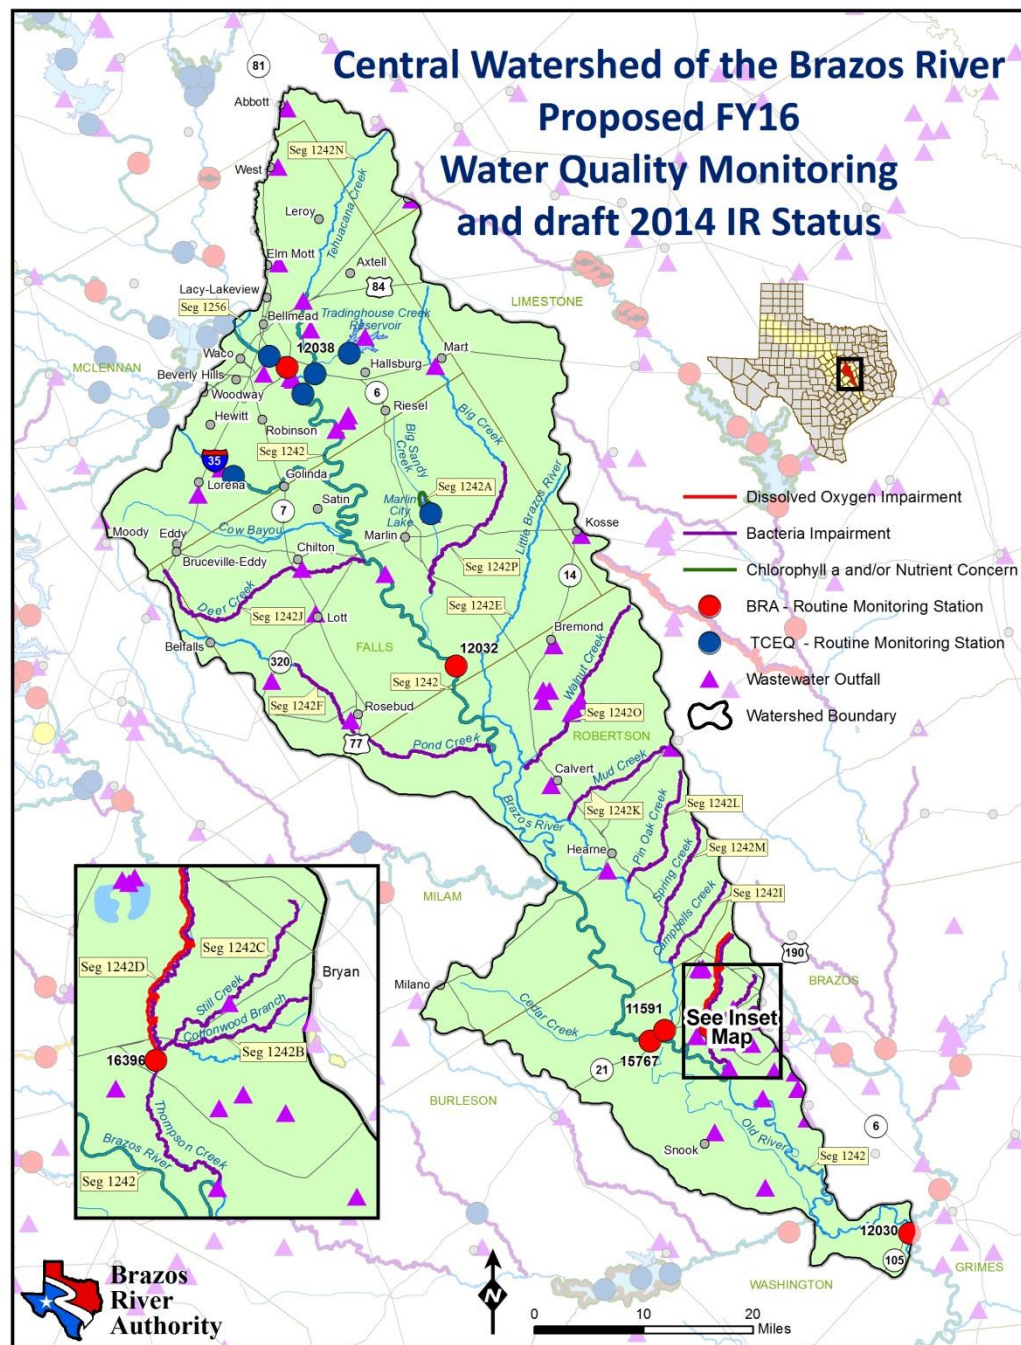 Central Watershed of the Brazos River
Proposed FY16
Water Quality Monitoring
and draft 2014 IR Status
81
Abbott
Seg 1242N
West
Tehuacana Creek
Leroy
Elm Mott
Axtell
84
LIMESTONE
Lacy-Lakeview
Seg 1256
Tradinghouse Creek
Reservoir
Bellmead
12038
Waco
Mart
MCLENNAN
Beverly Hills
Hallsburg
Woodway
6
Riesel
Hewitt
Robinson
Big Creek
Big Sandy
Creek
Seg 1242
35
Golinda
Lorena
Seg 1242A
Little Brazos River
Satin
Marlin
City
Lake
7
Kosse
Cow Bayou
Moody
Eddy
Marlin
Chilton
Bruceville-Eddy
Seg 1242P
14
Deer Creek
Seg 1242J
Seg 1242E
Lott
Bremond
Belfalls
FALLS
12032
320
Seg 1242
Walnut Creek
Seg 1242F
Rosebud
Seg 1242O
77
ROBERTSON
Pond Creek
Calvert
Mud Creek
Brazos River
Seg 1242K
Seg 1242L
Pin Oak Creek
Hearne
Seg 1242M
Spring Creek
Seg 1242I
MILAM
Campbells Creek
190
Milano
BRAZOS
Cedar Creek
11591
See Inset
Map
15767
21
BURLESON
Old River
6
Snook
Seg 1242
12030
105
GRIMES
WASHINGTON
Dissolved Oxygen Impairment
Bacteria Impairment
Chlorophyll a and/or Nutrient Concern
BRA - Routine Monitoring Station
TCEQ - Routine Monitoring Station
Wastewater Outfall
Watershed Boundary
Seg 1242C
Seg 1242D
Bryan
Still Creek
Cottonwood Branch
Seg 1242B
16396
Thompson Creek
Brazos River
Seg 1242
Brazos
River
Authority
N
0 10 20
Miles